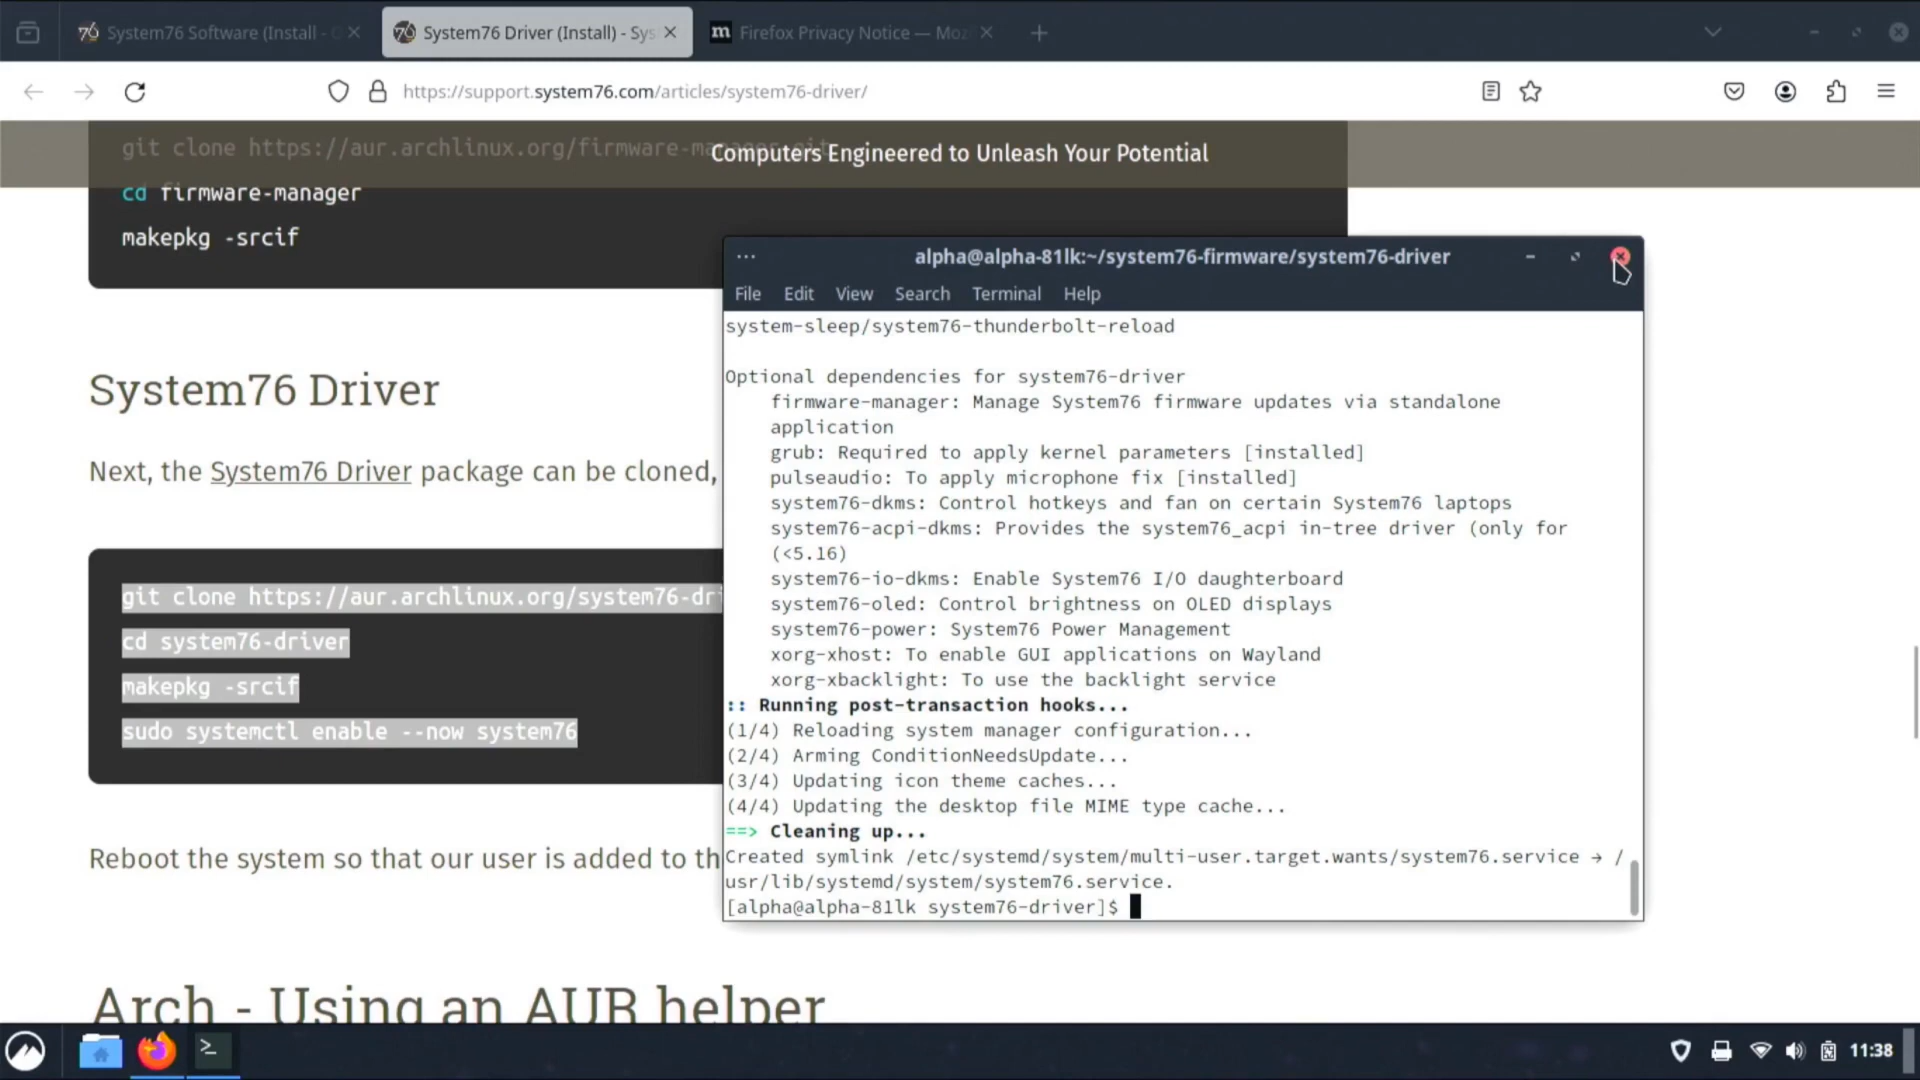 System76 Software (Install -
System76 Driver (Install) - Sys
m
Firefox Privacy Notice — Moz
https://support.system76.com/articles/system76-driver/
git clone https://aur.archlinux.org/firmware-manager.git
Computers Engineered to Unleash Your Potential
cd firmware-manager
makepkg -srcif
System76 Driver
Next, the System76 Driver package can be cloned,
git clone https://aur.archlinux.org/system76-dri
cd system76-driver
makepkg -srcif
sudo systemctl enable --now system76
Reboot the system so that our user is added to th
Arch - Using an AUR helper
alpha@alpha-81lk:~/system76-firmware/system76-driver
File Edit View Search Terminal Help
system-sleep/system76-thunderbolt-reload
Optional dependencies for system76-driver
firmware-manager: Manage System76 firmware updates via standalone
application
grub: Required to apply kernel parameters [installed]
pulseaudio: To apply microphone fix [installed]
system76-dkms: Control hotkeys and fan on certain System76 laptops
system76-acpi-dkms: Provides the system76_acpi in-tree driver (only for
(<5.16)
system76-io-dkms: Enable System76 I/O daughterboard
system76-oled: Control brightness on OLED displays
system76-power: System76 Power Management
xorg-xhost: To enable GUI applications on Wayland
xorg-xbacklight: To use the backlight service
:: Running post-transaction hooks...
(1/4) Reloading system manager configuration...
(2/4) Arming ConditionNeedsUpdate...
(3/4) Updating icon theme caches...
(4/4) Updating the desktop file MIME type cache...
==> Cleaning up...
Created symlink /etc/systemd/system/multi-user.target.wants/system76.service → /
usr/lib/systemd/system/system76.service.
[alpha@alpha-81lk system76-driver]$
11:38